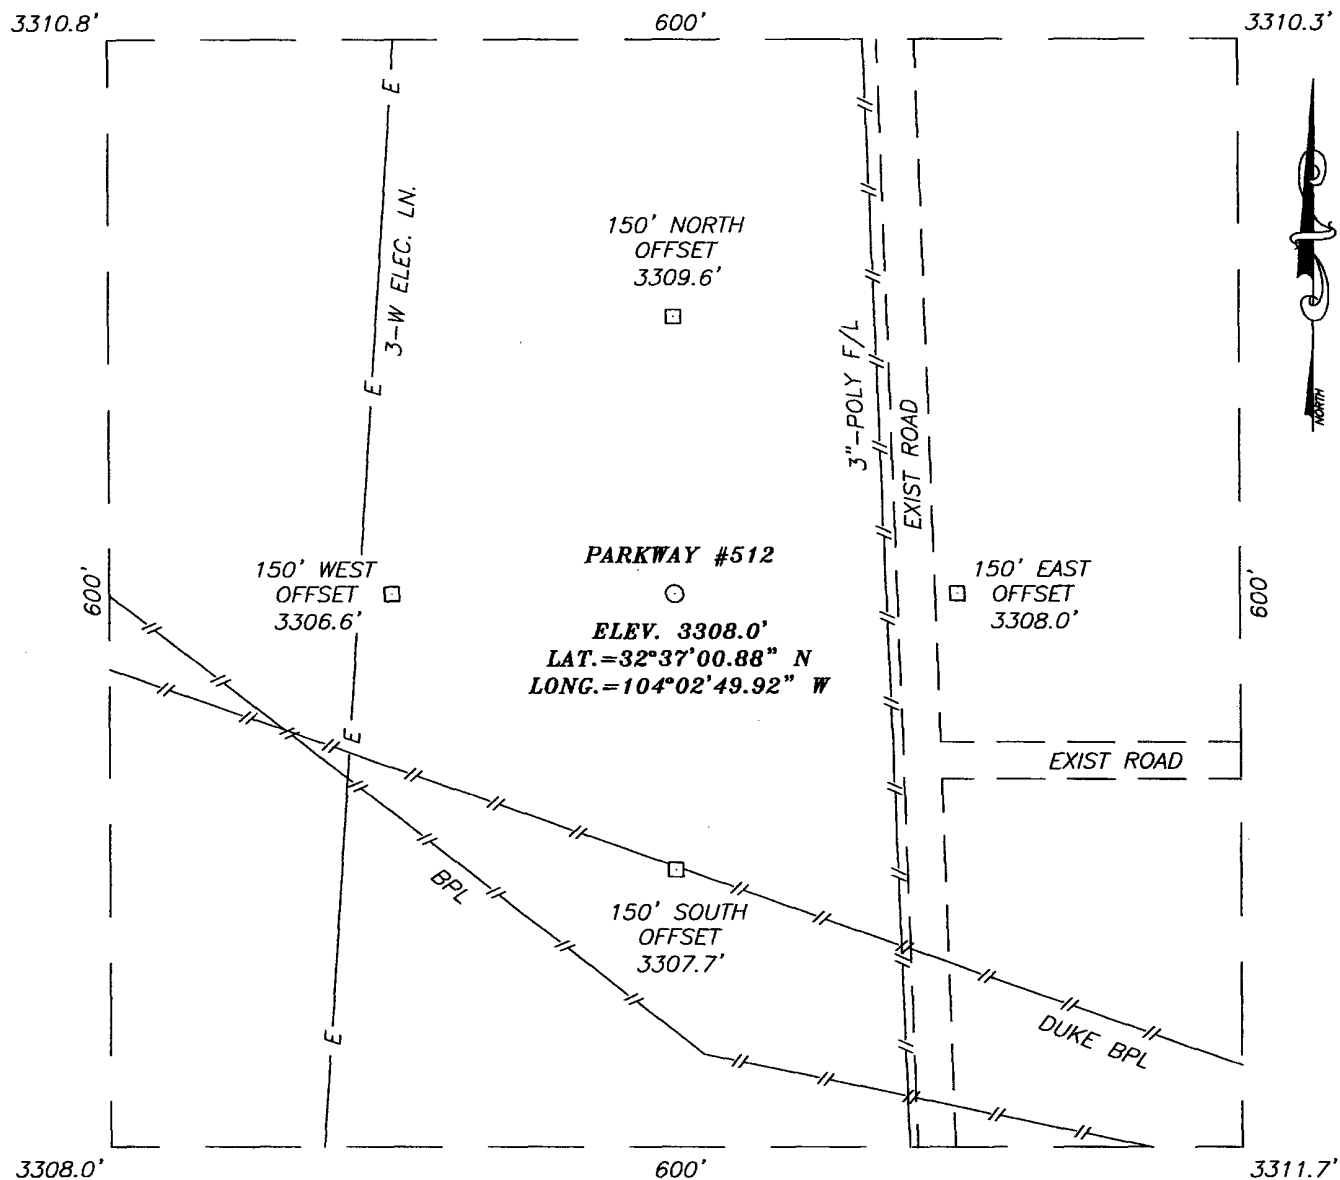 3310.8'
600'
3310.3'
E
3-W ELEC. LN.
150' NORTH
OFFSET
3309.6'
NORTH
3"-POLY F/L
EXIST ROAD
E
PARKWAY #512
150' WEST
OFFSET
3306.6'
150' EAST
OFFSET
3308.0'
600'
600'
ELEV. 3308.0'
LAT.=32°37'00.88" N
LONG.=104°02'49.92" W
E
EXIST ROAD
BPL
150' SOUTH
OFFSET
3307.7'
E
DUKE BPL
3308.0'
600'
3311.7'